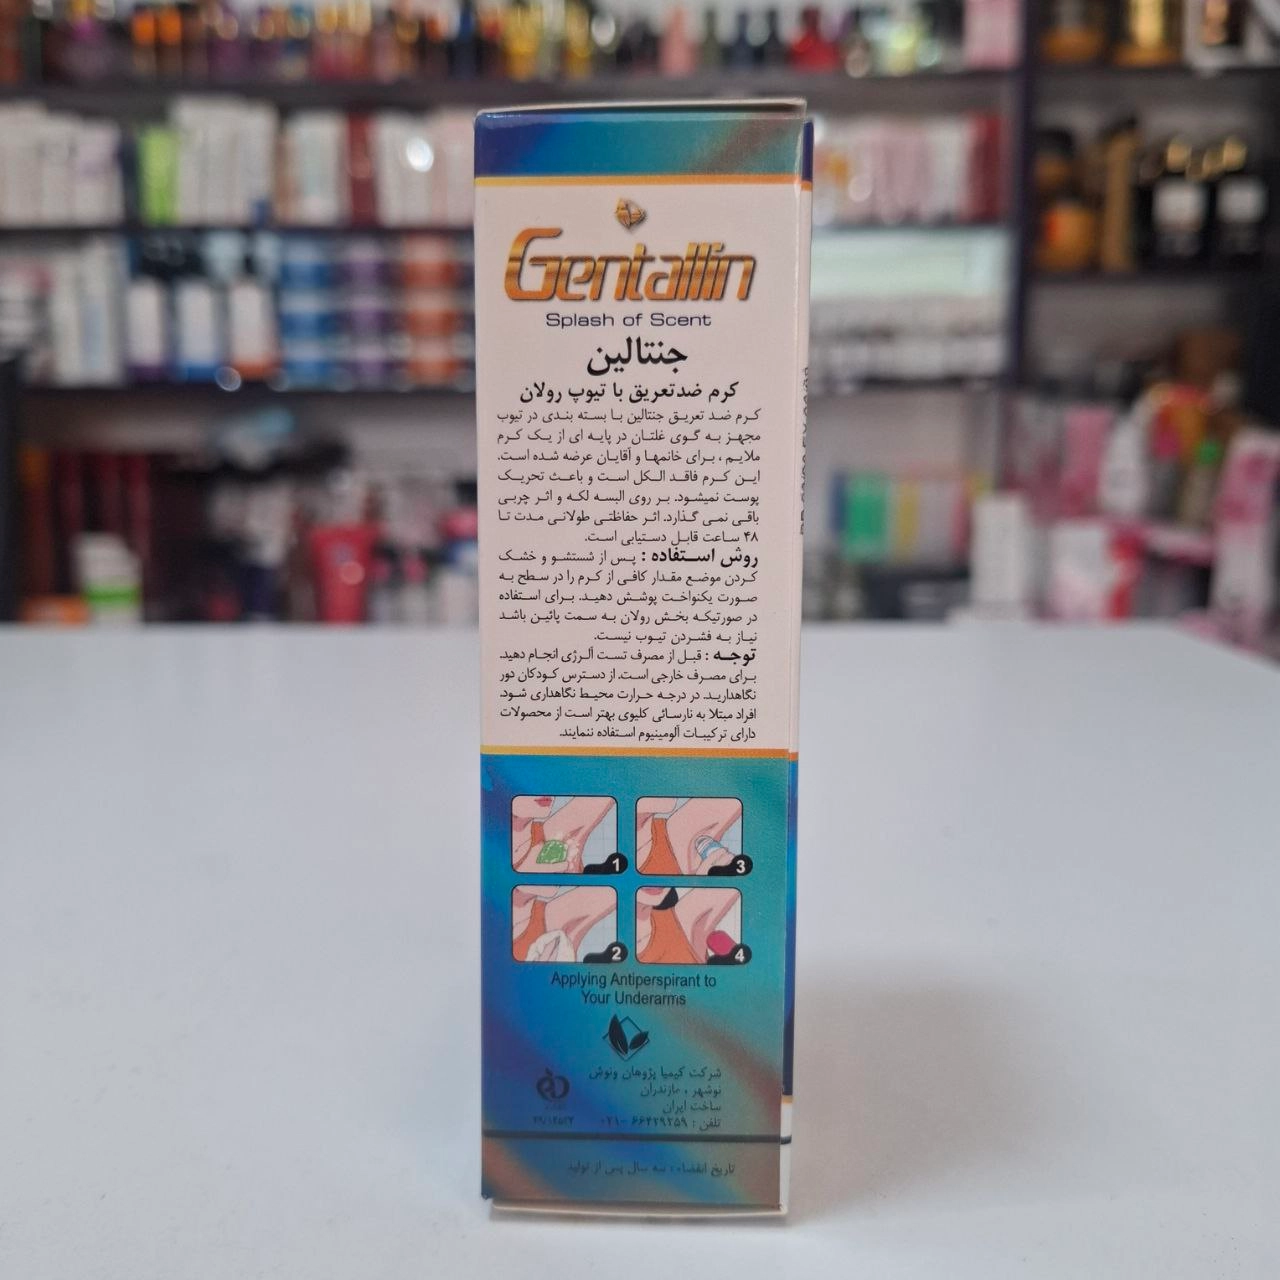 Gentallin
Splash of Scent
جنتالین
کرم ضدتعریق با تیوپ رولان
کرم ضد تعریق جنتالین با بسته بندی در تیوب
مجهز به گوی غلتان در پایه ای از یک کرم
ملایم ، برای خانمها و آقایان عرضه شده است.
این کرم فاقد الکل است و باعث تحریک
پوست نمیشود. بر روی البسه لکه و اثر چربی
باقی نمی گذارد. اثر حفاظتی طولانی مدت تا
۴۸ ساعت قابل دستیابی است.
روش استفاده : پس از شستشو و خشک
کردن موضع مقدار کافی از کرم را در سطح به
صورت یکنواخت پوشش دهید. برای استفاده
در صورتیکه بخش رولان به سمت پائین باشد
نیاز به فشردن تیوب نیست.
توجه : قبل از مصرف تست آلرژی انجام دهید.
برای مصرف خارجی است. از دسترس کودکان دور
نگاهدارید. در درجه حرارت محیط نگاهداری شود.
افراد مبتلا به نارسائی کلیوی بهتر است از محصولات
دارای ترکیبات آلومینیوم استفاده ننمایند.
1
3
2
4
Applying Antiperspirant to
Your Underarms
شرکت کیمیا پژوهان ونوش
نوشهر ، مازندران
ساخت ایران
تلفن : ۶۶۴۲۹۲۵۹ -۰۲۱
تاریخ انقضاء : سه سال پس از تولید